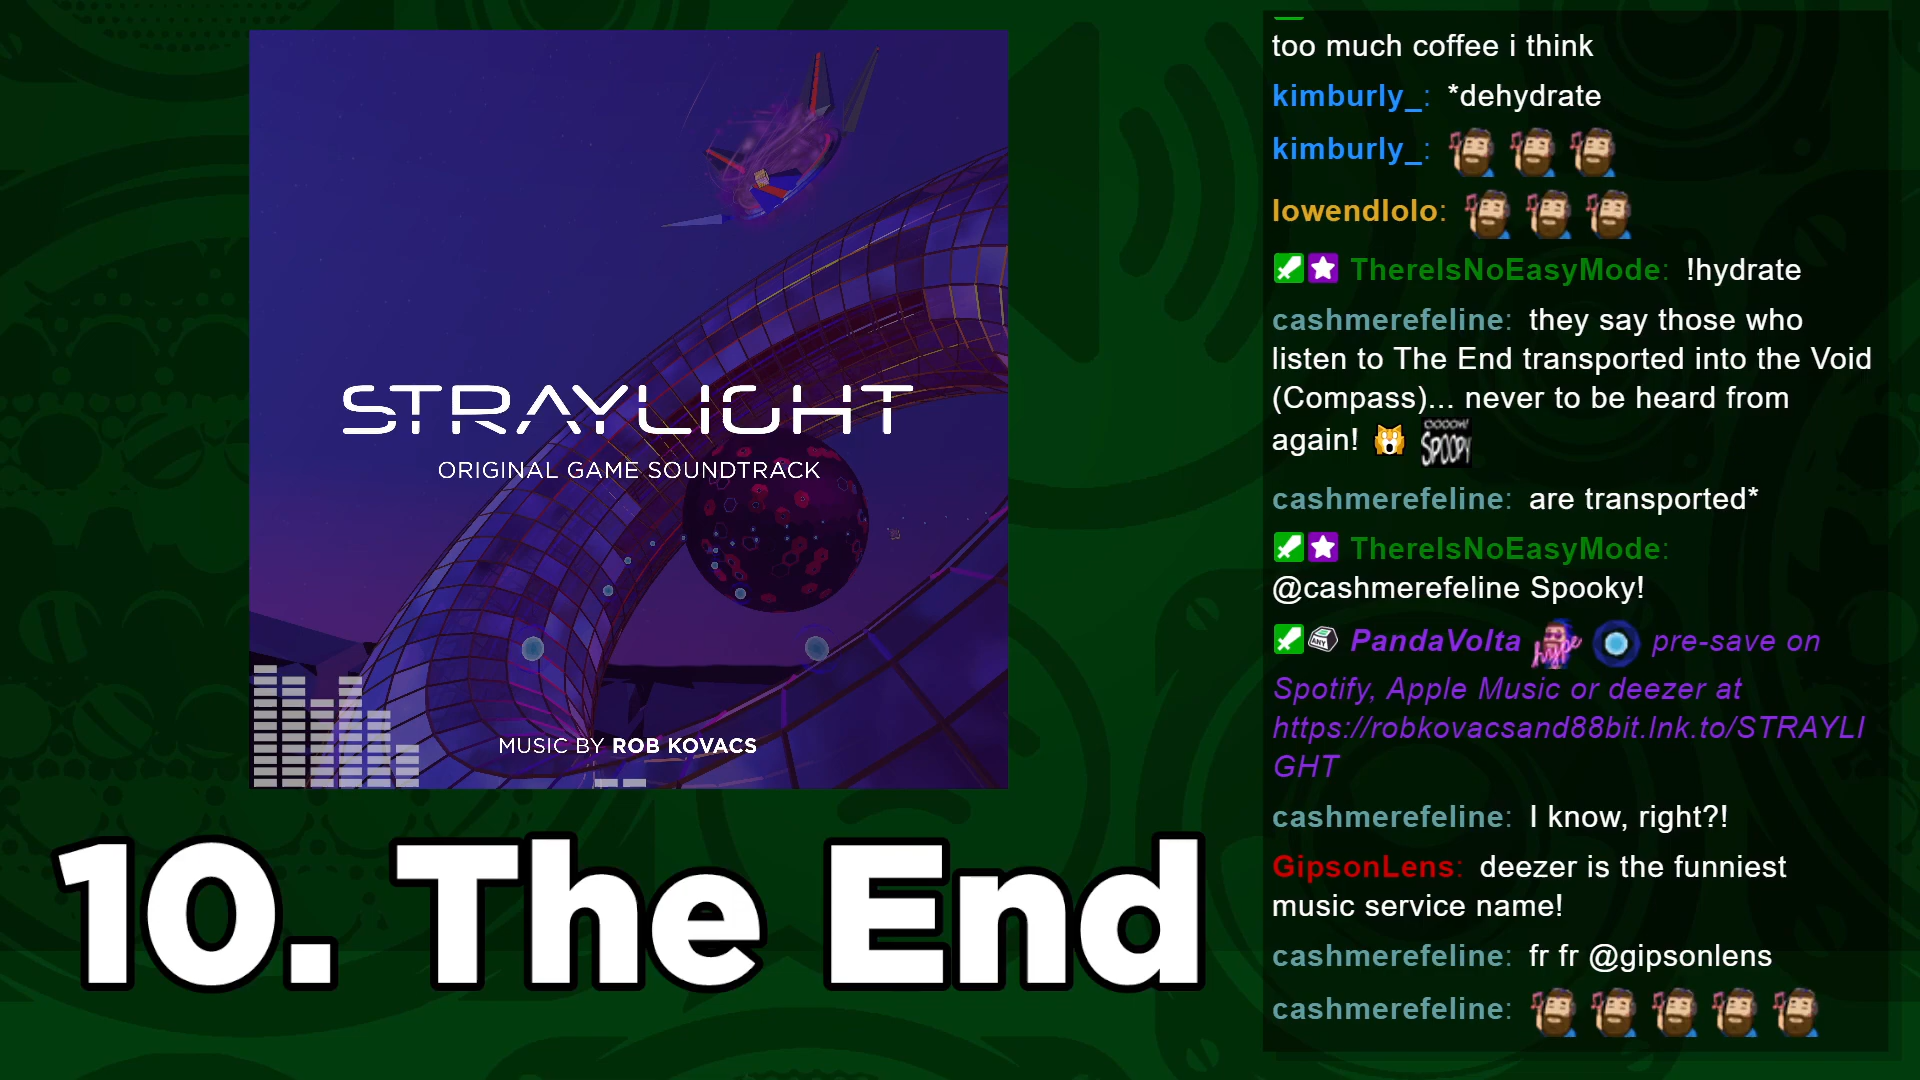 STRAYLIGHT
ORIGINAL GAME SOUNDTRACK
MUSIC BY ROB KOVACS
10. The End
too much coffee i think
kimburly_: *dehydrate
kimburly_:
lowendlolo:
ThereIsNoEasyMode: !hydrate
cashmerefeline: they say those who
listen to The End transported into the Void
(Compass)... never to be heard from
again! OOOOH! SPOOPY
cashmerefeline: are transported*
ThereIsNoEasyMode:
@cashmerefeline Spooky!
ANY PandaVolta hype pre-save on
Spotify, Apple Music or deezer at
https://robkovacsand88bit.lnk.to/STRAYLI
GHT
cashmerefeline: I know, right?!
GipsonLens: deezer is the funniest
music service name!
cashmerefeline: fr fr @gipsonlens
cashmerefeline: